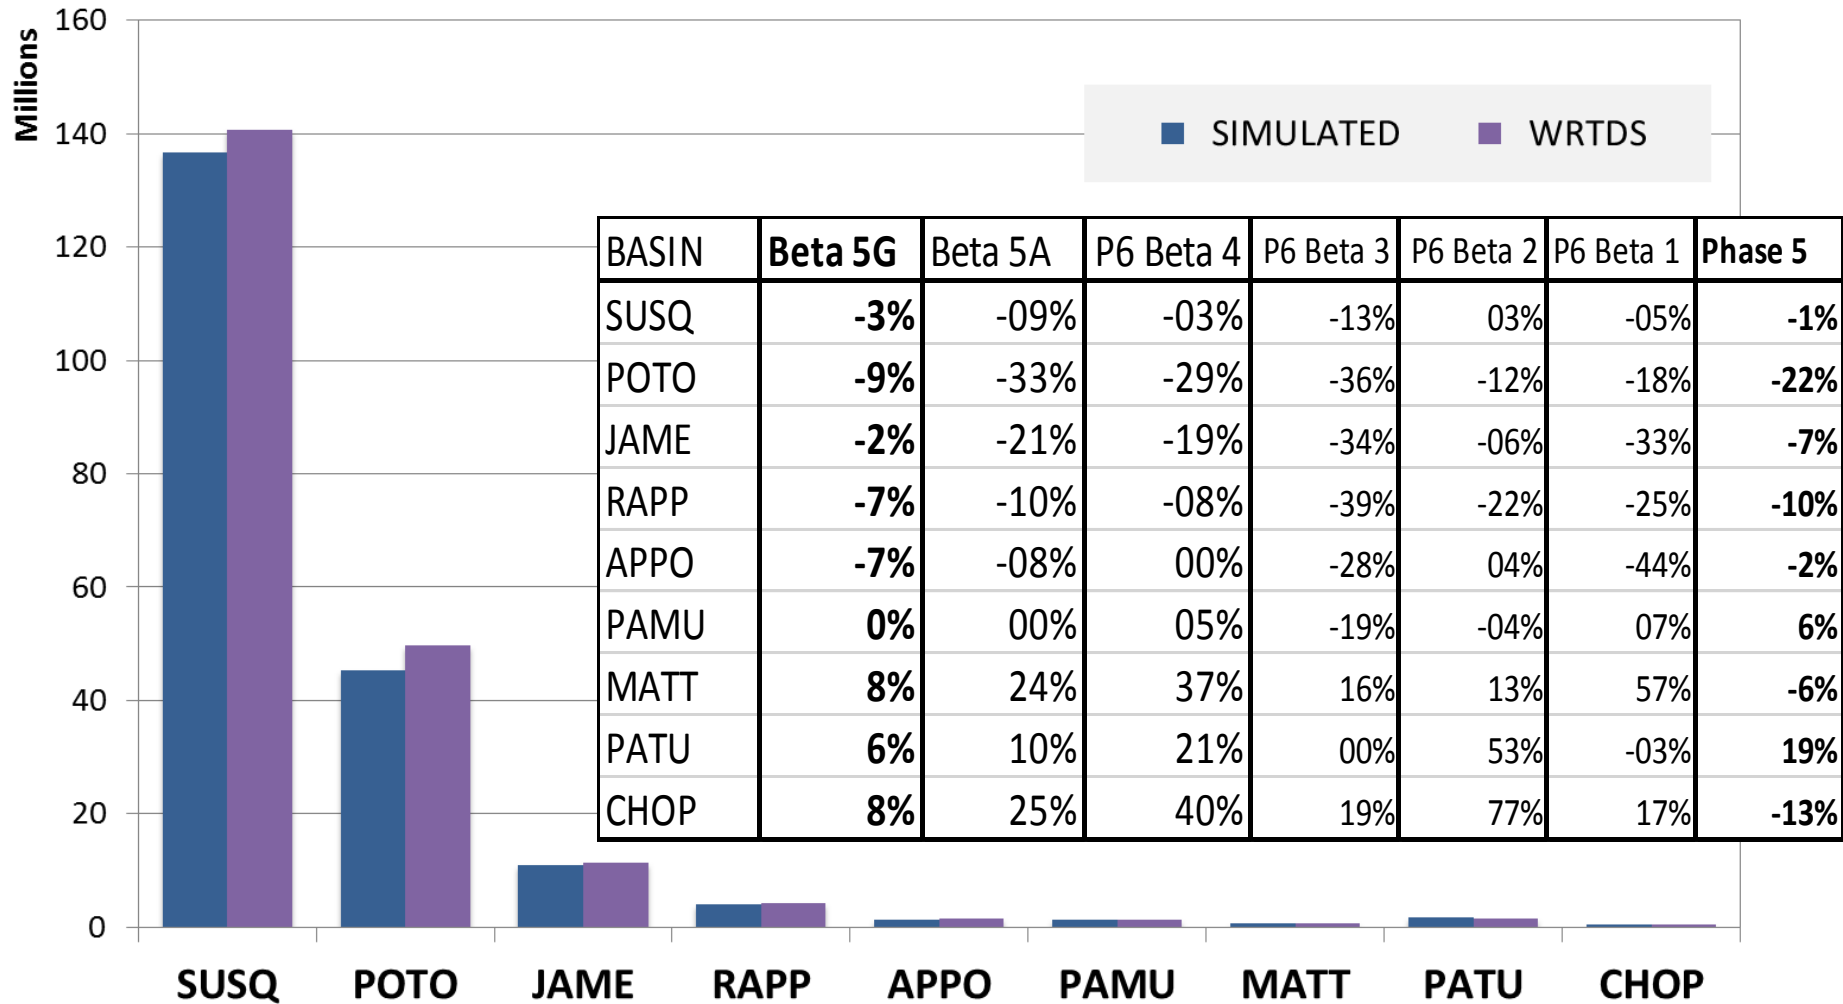 Millions
160
140
120
100
80
60
40
20
0
SIMULATED WRTDS
BASIN Beta 5G Beta 5A P6 Beta 4 P6 Beta 3 P6 Beta 2 P6 Beta 1 Phase 5
SUSQ -3% -09% -03% -13% 03% -05% -1%
POTO -9% -33% -29% -36% -12% -18% -22%
JAME -2% -21% -19% -34% -06% -33% -7%
RAPP -7% -10% -08% -39% -22% -25% -10%
APPO -7% -08% 00% -28% 04% -44% -2%
PAMU 0% 00% 05% -19% -04% 07% 6%
MATT 8% 24% 37% 16% 13% 57% -6%
PATU 6% 10% 21% 00% 53% -03% 19%
CHOP 8% 25% 40% 19% 77% 17% -13%
SUSQ POTO JAME RAPP APPO PAMU MATT PATU CHOP